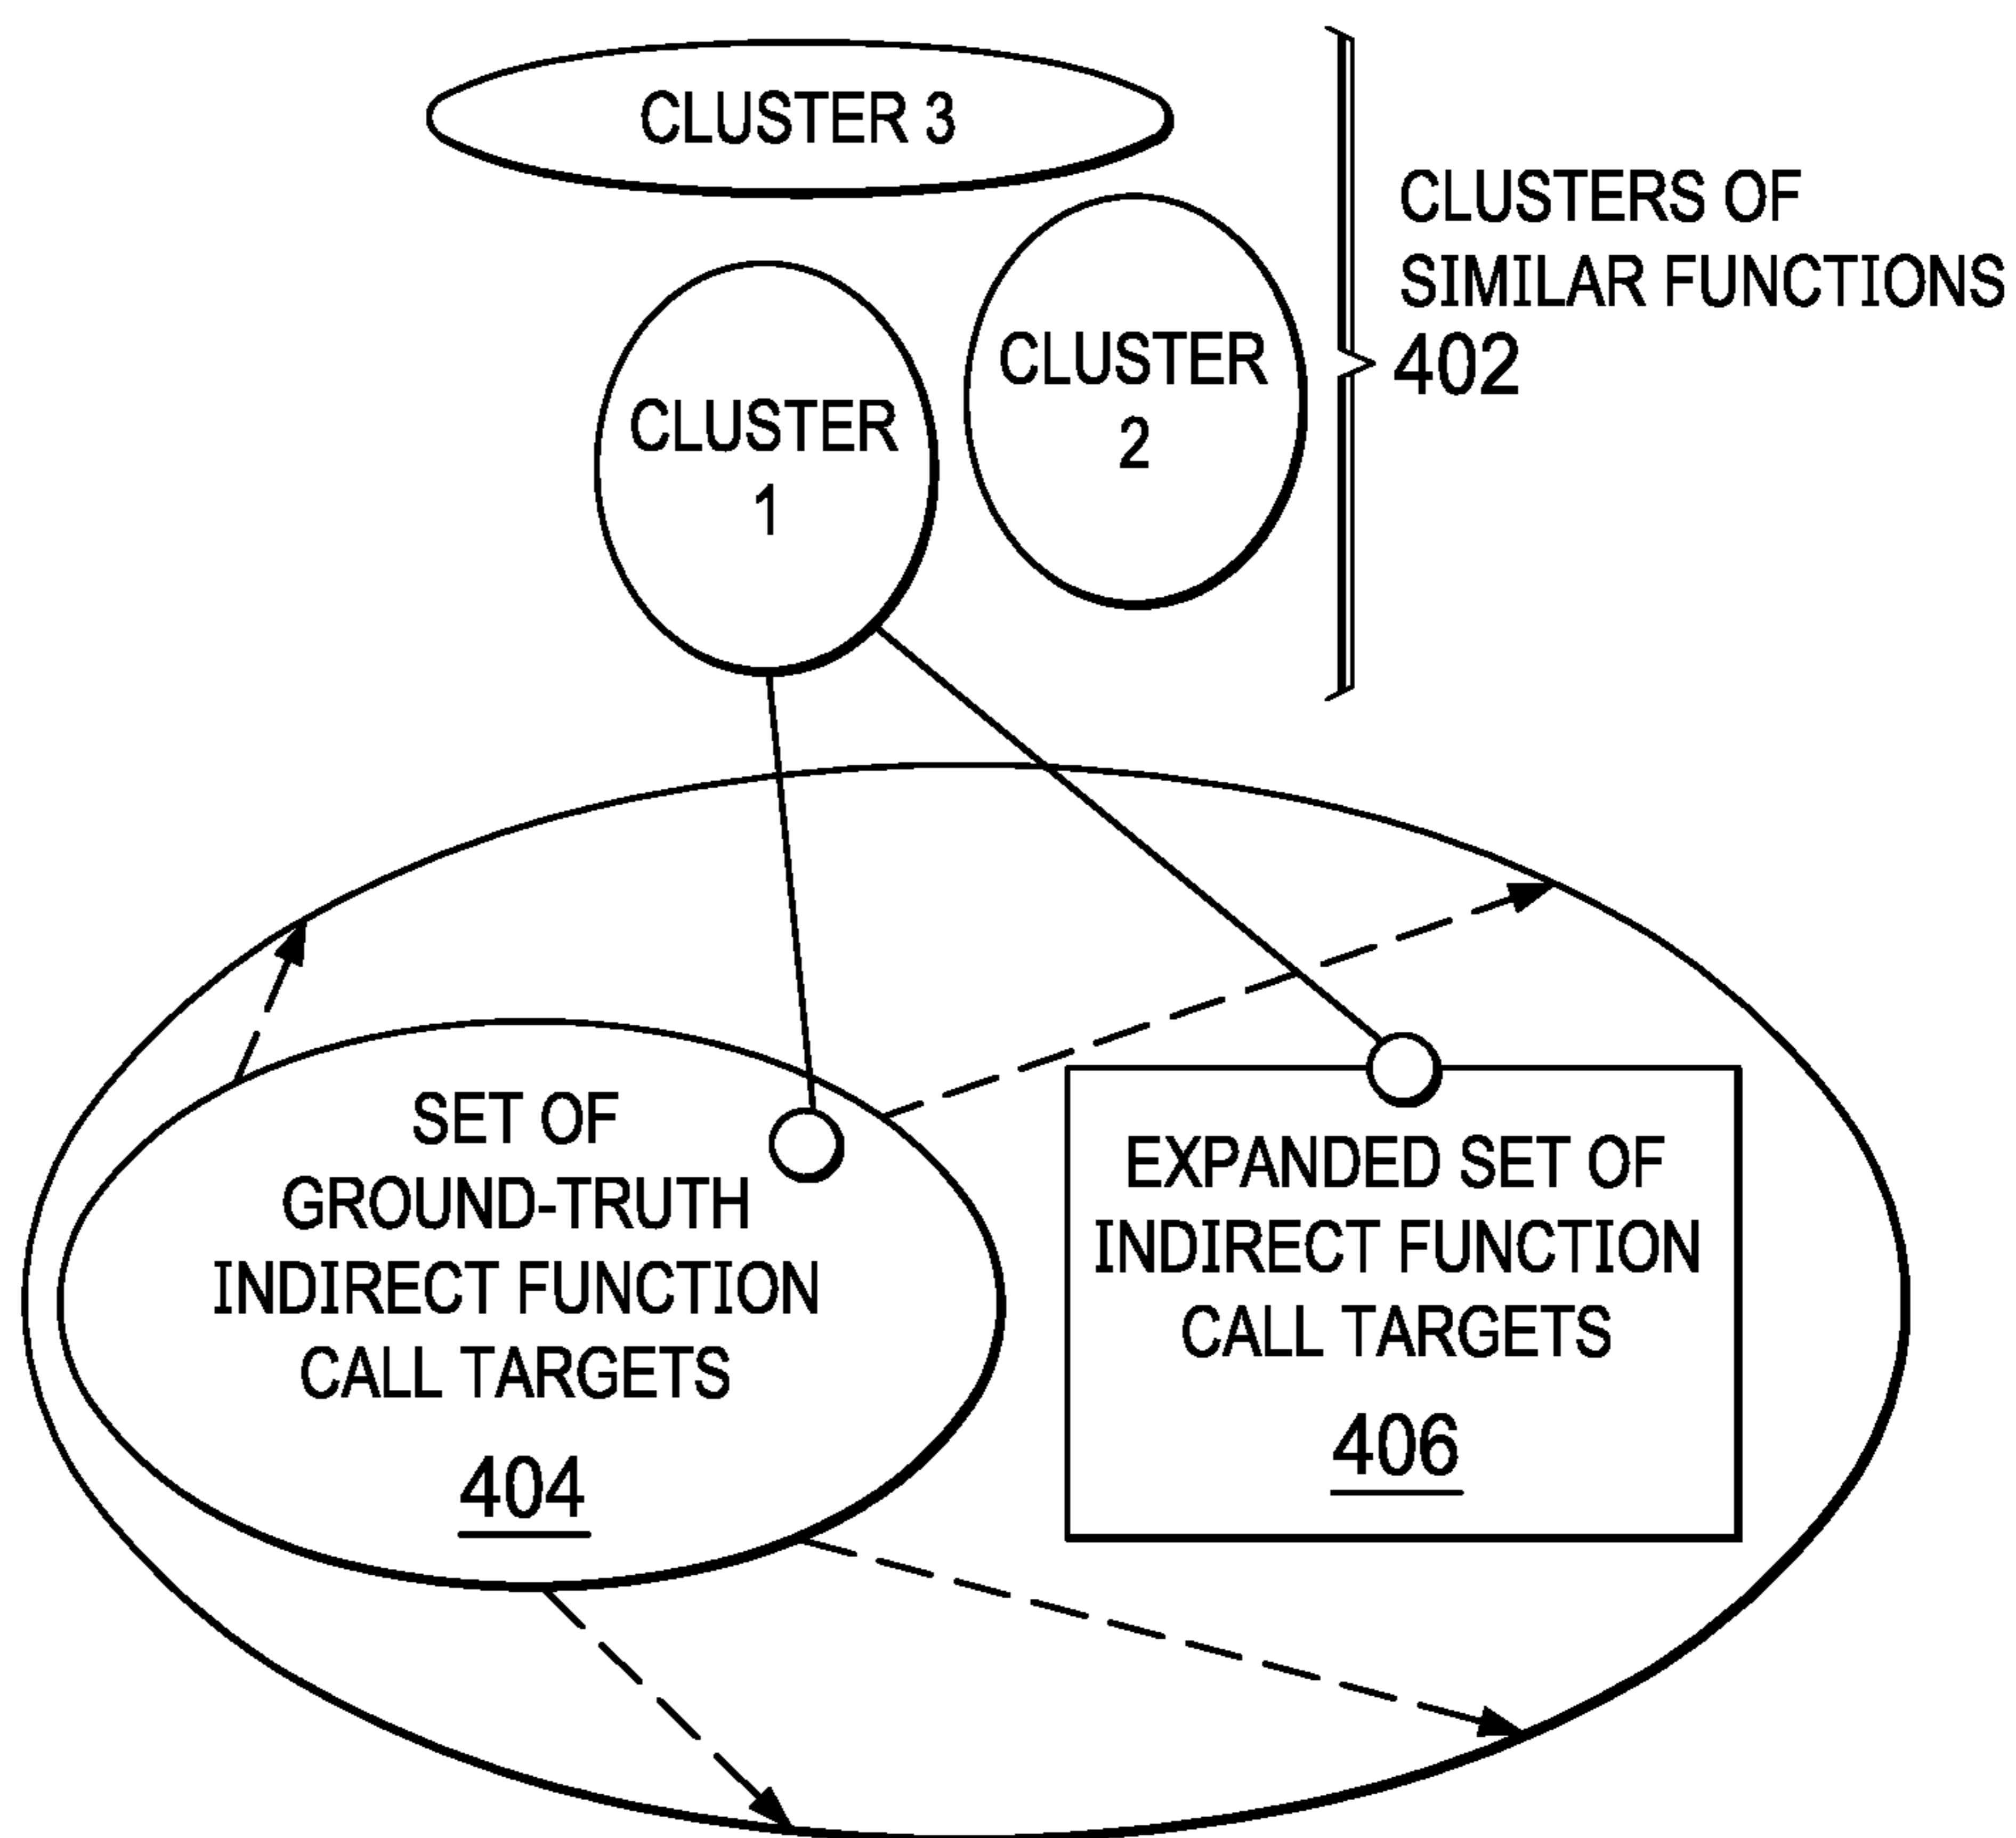 CLUSTER 3
CLUSTERS OF
SIMILAR FUNCTIONS
402
CLUSTER
2
CLUSTER
1
SET OF
GROUND-TRUTH
INDIRECT FUNCTION
CALL TARGETS
404
EXPANDED SET OF
INDIRECT FUNCTION
CALL TARGETS
406